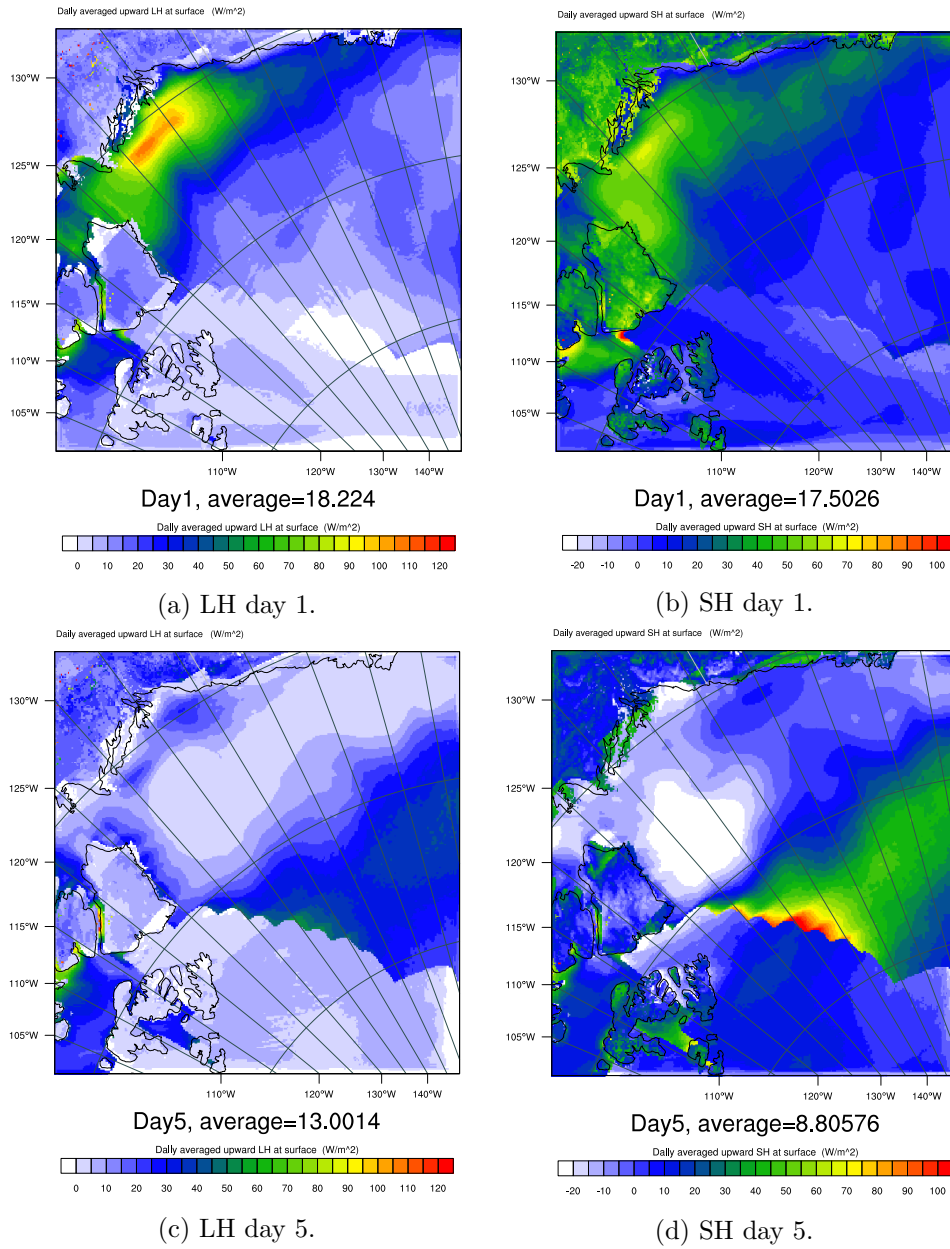 Daily averaged upward LH at surface (W/m^2)
130°W
125°W
120°W
115°W
110°W
105°W
110°W 120°W 130°W 140°W
Day1, average=18.224
Daily averaged upward LH at surface (W/m^2)
0 10 20 30 40 50 60 70 80 90 100 110 120
(a) LH day 1.
Daily averaged upward SH at surface (W/m^2)
130°W
125°W
120°W
115°W
110°W
105°W
110°W 120°W 130°W 140°W
Day1, average=17.5026
Daily averaged upward SH at surface (W/m^2)
-20 -10 0 10 20 30 40 50 60 70 80 90 100
(b) SH day 1.
Daily averaged upward LH at surface (W/m^2)
130°W
125°W
120°W
115°W
110°W
105°W
110°W 120°W 130°W 140°W
Day5, average=13.0014
Daily averaged upward LH at surface (W/m^2)
0 10 20 30 40 50 60 70 80 90 100 110 120
(c) LH day 5.
Daily averaged upward SH at surface (W/m^2)
130°W
125°W
120°W
115°W
110°W
105°W
110°W 120°W 130°W 140°W
Day5, average=8.80576
Daily averaged upward SH at surface (W/m^2)
-20 -10 0 10 20 30 40 50 60 70 80 90 100
(d) SH day 5.